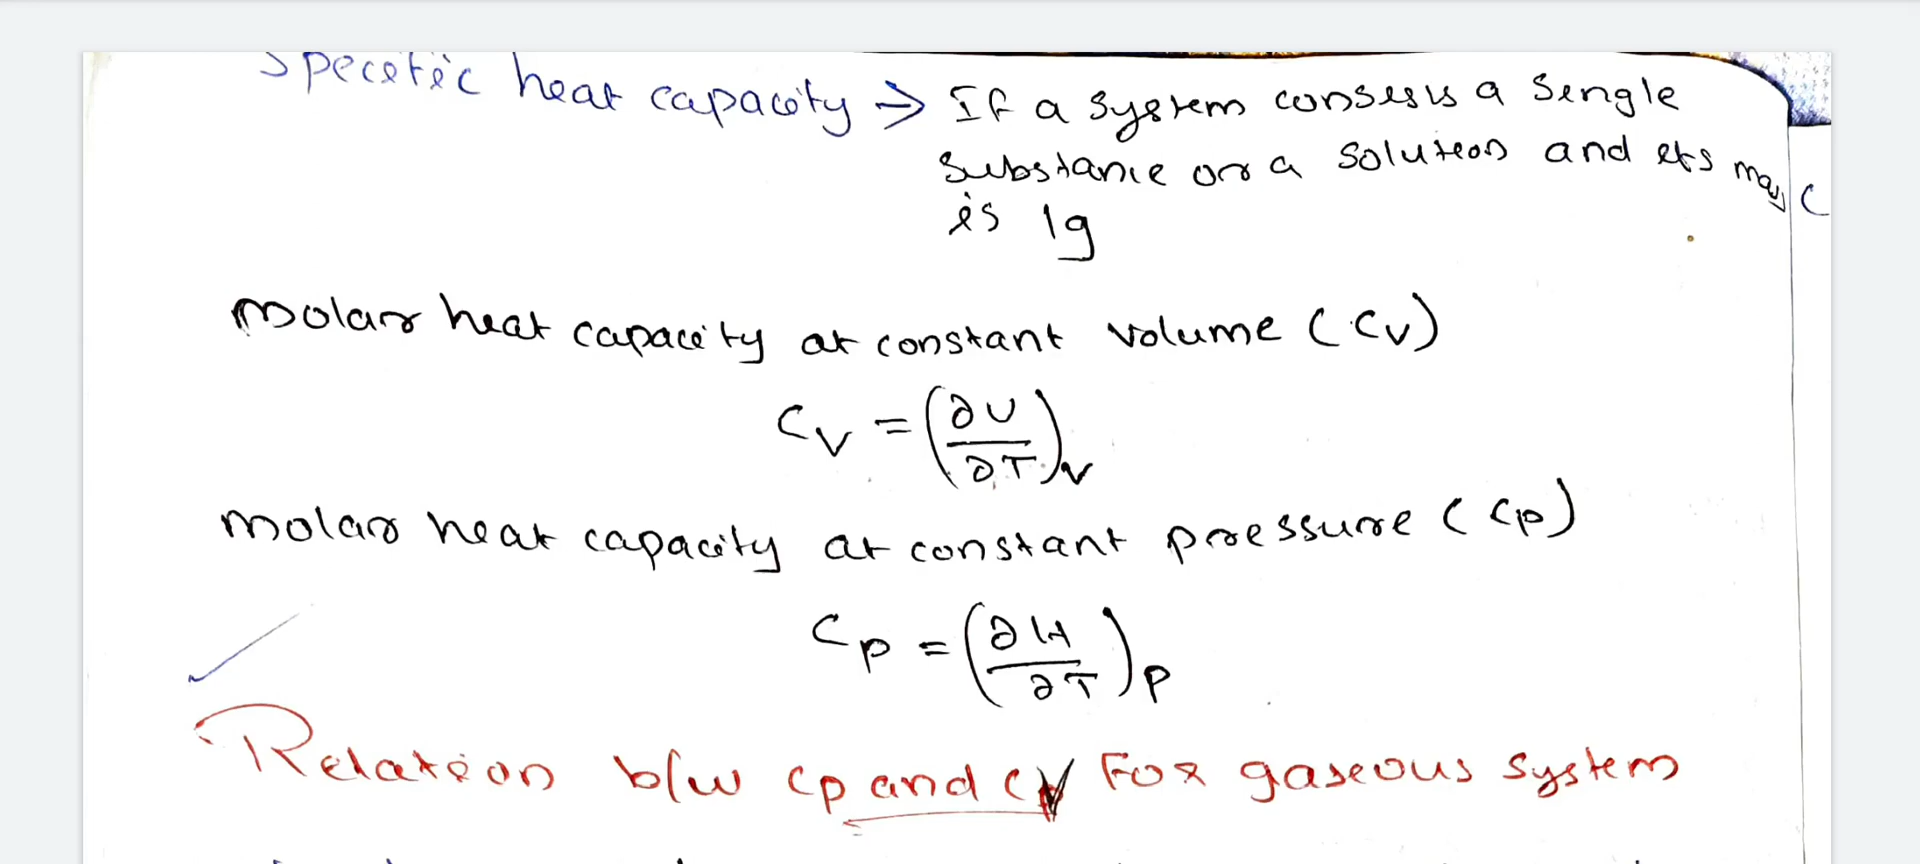 Specific heat capacity → If a system consists a single
substance or a solution and its mass
is 1g
molar heat capacity at constant volume (Cv)
Cv = (∂U/∂T)v
molar heat capacity at constant pressure (Cp)
Cp = (∂H/∂T)P
Relation b/w Cp and Cv For gaseous system